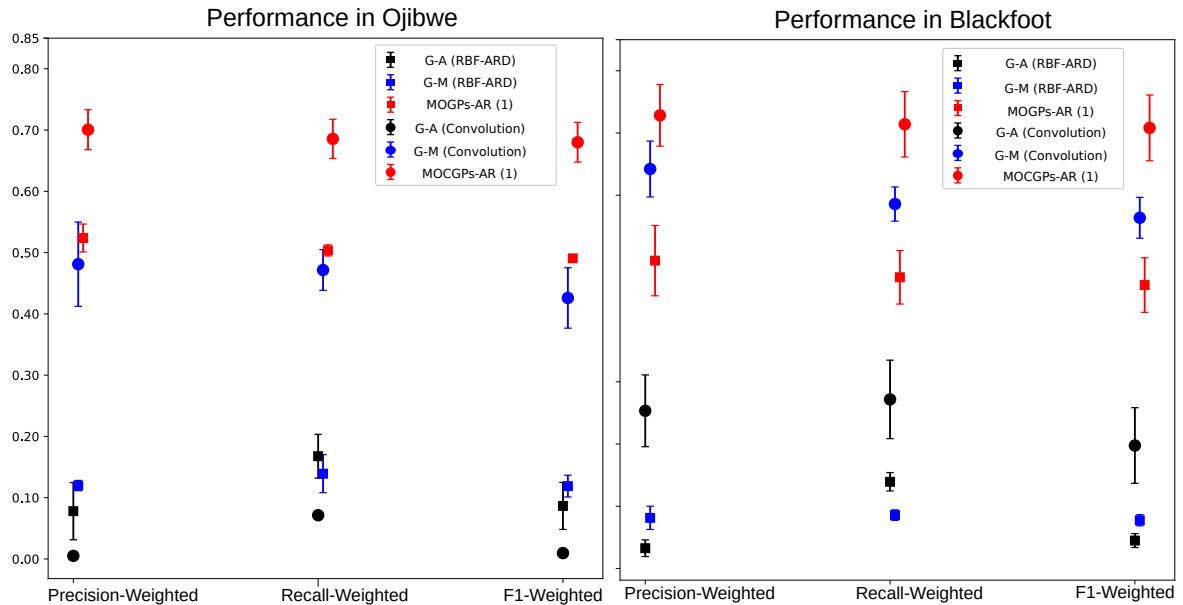 Performance in Ojibwe
0.85
0.80
0.70
0.60
0.50
0.40
0.30
0.20
0.10
0.00
G-A (RBF-ARD)
G-M (RBF-ARD)
MOGPs-AR (1)
G-A (Convolution)
G-M (Convolution)
MOCGPs-AR (1)
Precision-Weighted
Recall-Weighted
F1-Weighted
Performance in Blackfoot
G-A (RBF-ARD)
G-M (RBF-ARD)
MOGPs-AR (1)
G-A (Convolution)
G-M (Convolution)
MOCGPs-AR (1)
Precision-Weighted
Recall-Weighted
F1-Weighted